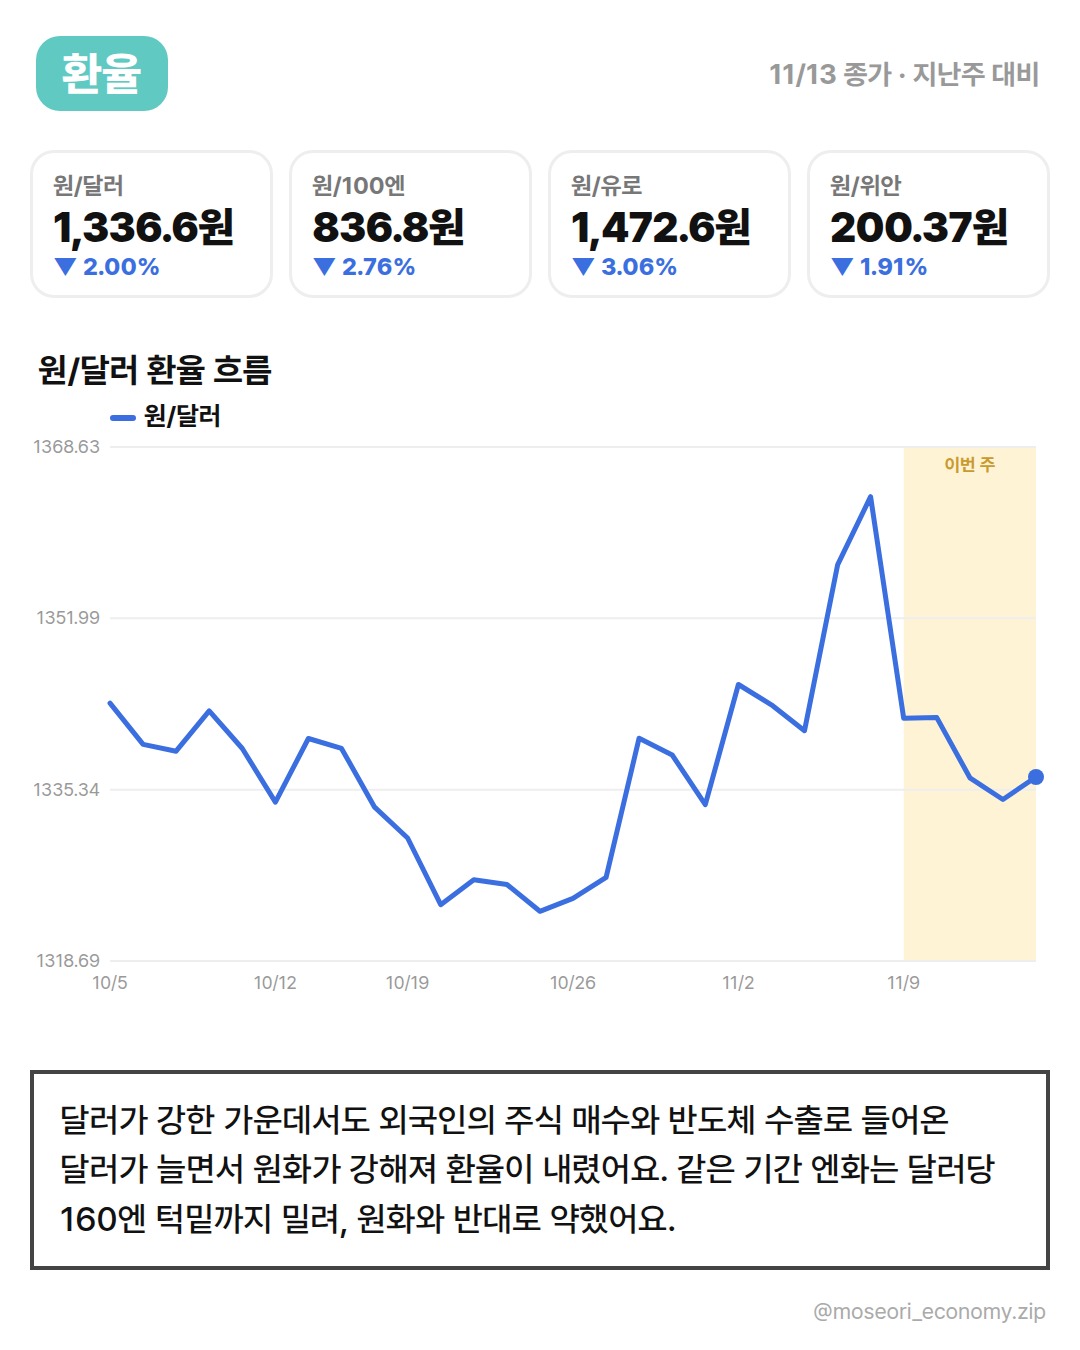 환율
11/13 종가 · 지난주 대비
원/달러
1,336.6원
▼ 2.00%
원/100엔
836.8원
▼ 2.76%
원/유로
1,472.6원
▼ 3.06%
원/위안
200.37원
▼ 1.91%
원/달러 환율 흐름
원/달러
1368.63
이번 주
1351.99
1335.34
1318.69
10/5 10/12 10/19 10/26 11/2 11/9
달러가 강한 가운데서도 외국인의 주식 매수와 반도체 수출로 들어온
달러가 늘면서 원화가 강해져 환율이 내렸어요. 같은 기간 엔화는 달러당
160엔 턱밑까지 밀려, 원화와 반대로 약했어요.
@moseori_economy.zip